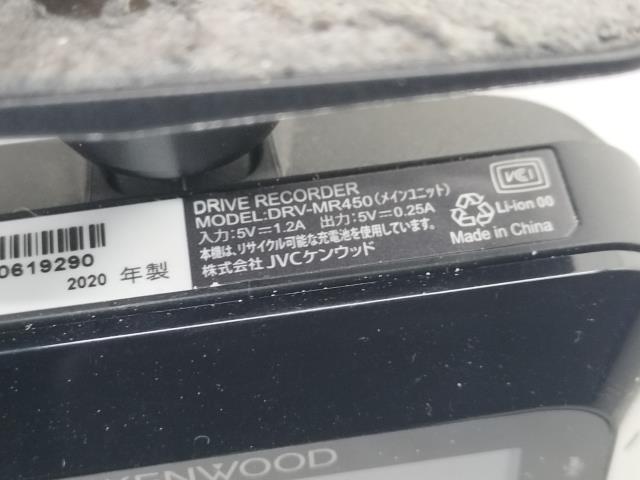 DRIVE RECORDER
MODEL:DRV-MR450(メインユニット)
入力:5V⎓1.2A 出力:5V⎓0.25A
本機は、リサイクル可能な充電池を使用しています。
株式会社 JVCケンウッド
VCCI
Li-ion 00
Made in China
0619290
2020 年製
KENWOOD